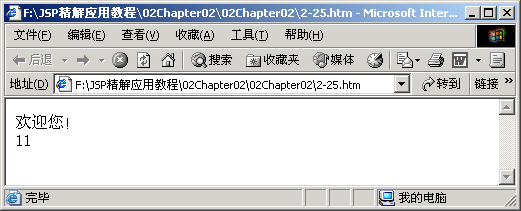 F:\JSP精解应用教程\02Chapter02\02Chapter02\2-25.htm - Microsoft Inter...
文件(F) 编辑(E) 查看(V) 收藏(A) 工具(T) 帮助(H)
后退 搜索 收藏夹 媒体
地址(D) F:\JSP精解应用教程\02Chapter02\02Chapter02\2-25.htm 转到 链接 »
欢迎您!
11
完毕 我的电脑